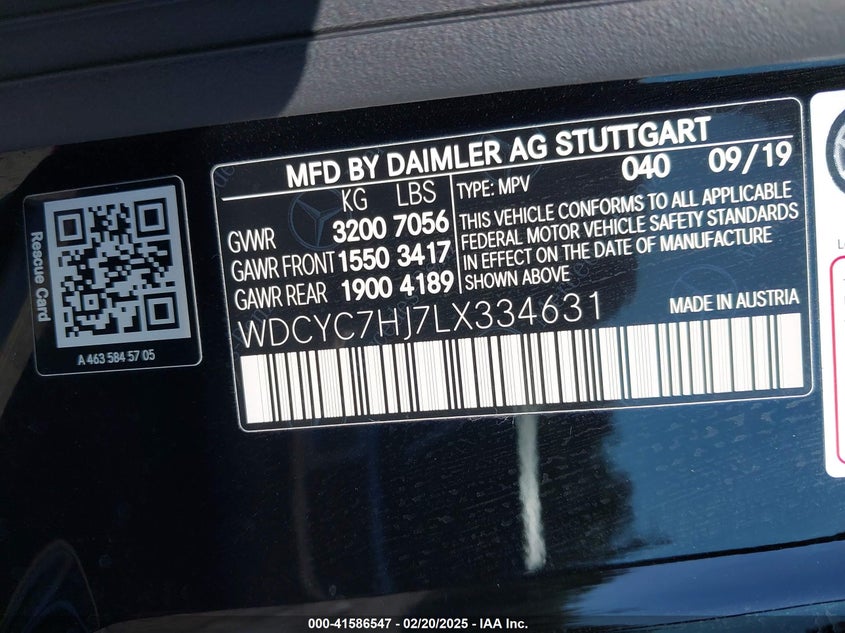 MFD BY DAIMLER AG STUTTGART
040 09/19
KG LBS
GVWR 3200 7056
GAWR FRONT 1550 3417
GAWR REAR 1900 4189
TYPE: MPV
THIS VEHICLE CONFORMS TO ALL APPLICABLE
FEDERAL MOTOR VEHICLE SAFETY STANDARDS
IN EFFECT ON THE DATE OF MANUFACTURE
SHOWN ABOVE
WDCYC7HJ7LX334631
MADE IN AUSTRIA
Rescue Card
A 463 584 57 05
000-41586547 - 02/20/2025 - IAA Inc.